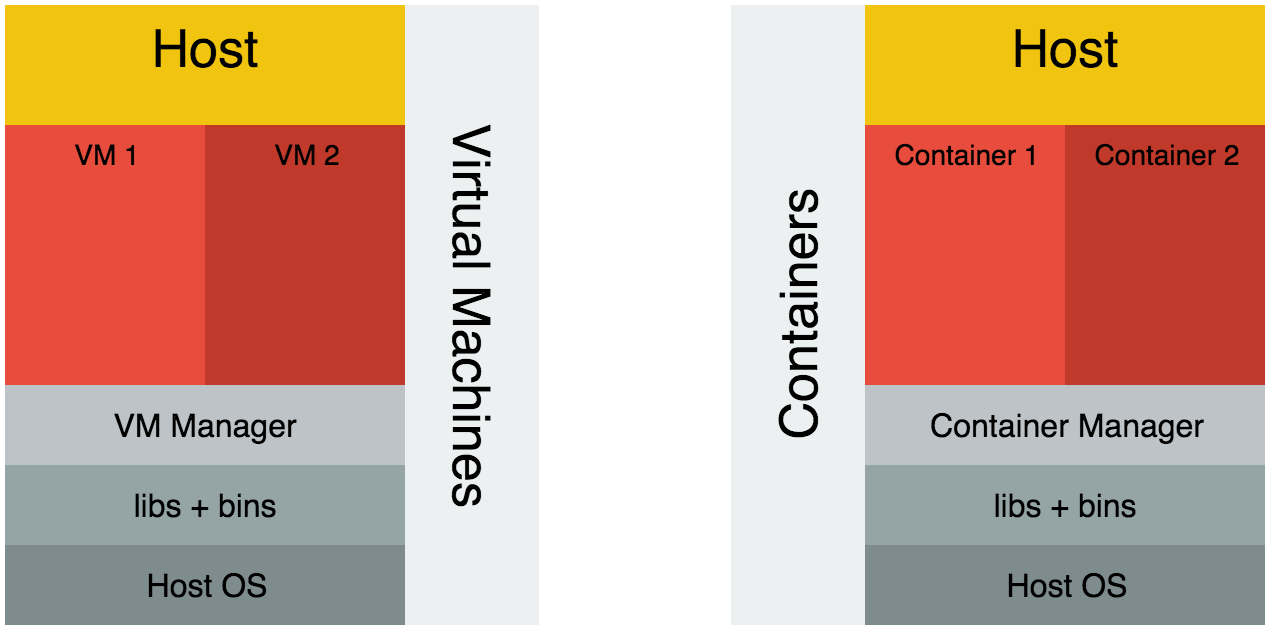 Host
VM 1
VM 2
VM Manager
libs + bins
Host OS
Virtual Machines
Containers
Host
Container 1
Container 2
Container Manager
libs + bins
Host OS